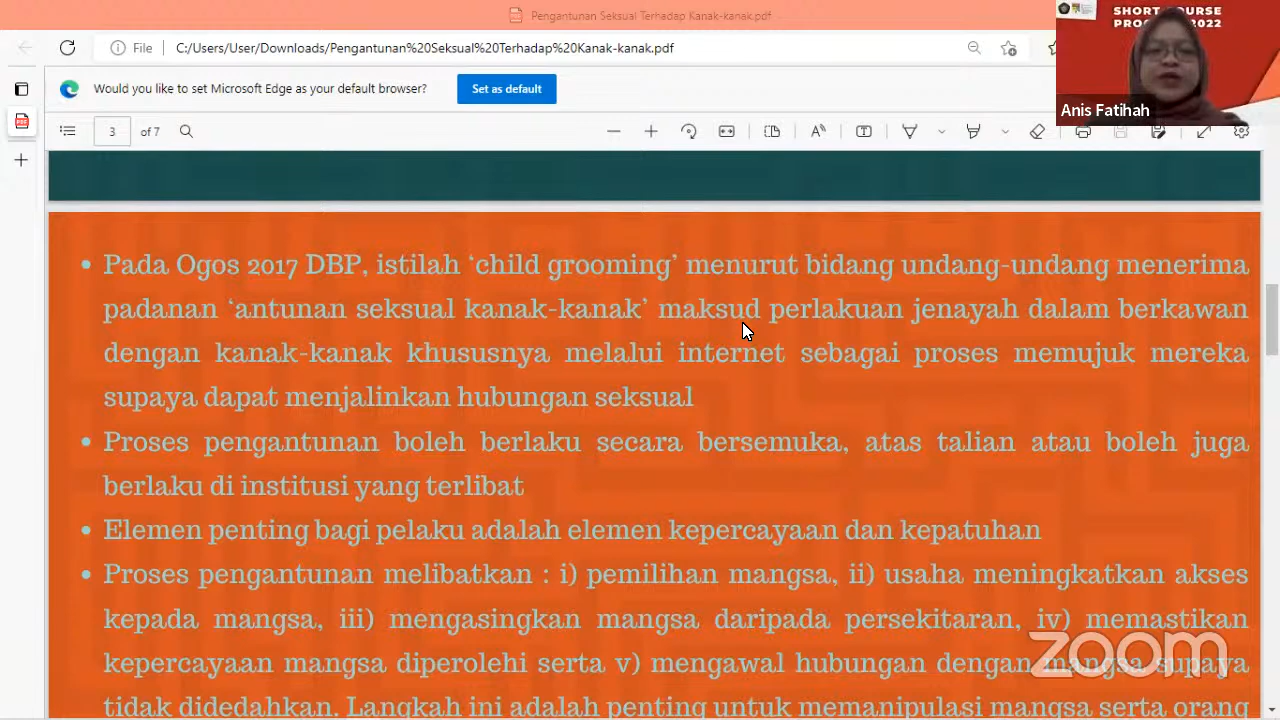 Pengantunan Seksual Terhadap Kanak-kanak.pdf
SHORT COURSE
PROGRAM 2022
File
C:/Users/User/Downloads/Pengantunan%20Seksual%20Terhadap%20Kanak-kanak.pdf
Would you like to set Microsoft Edge as your default browser?
Set as default
Anis Fatihah
3 of 7
• Pada Ogos 2017 DBP, istilah ‘child grooming’ menurut bidang undang-undang menerima
padanan ‘antunan seksual kanak-kanak’ maksud perlakuan jenayah dalam berkawan
dengan kanak-kanak khususnya melalui internet sebagai proses memujuk mereka
supaya dapat menjalinkan hubungan seksual
• Proses pengantunan boleh berlaku secara bersemuka, atas talian atau boleh juga
berlaku di institusi yang terlibat
• Elemen penting bagi pelaku adalah elemen kepercayaan dan kepatuhan
• Proses pengantunan melibatkan : i) pemilihan mangsa, ii) usaha meningkatkan akses
kepada mangsa, iii) mengasingkan mangsa daripada persekitaran, iv) memastikan
kepercayaan mangsa diperolehi serta v) mengawal hubungan dengan mangsa supaya
tidak didedahkan. Langkah ini adalah penting untuk memanipulasi mangsa serta orang
zoom